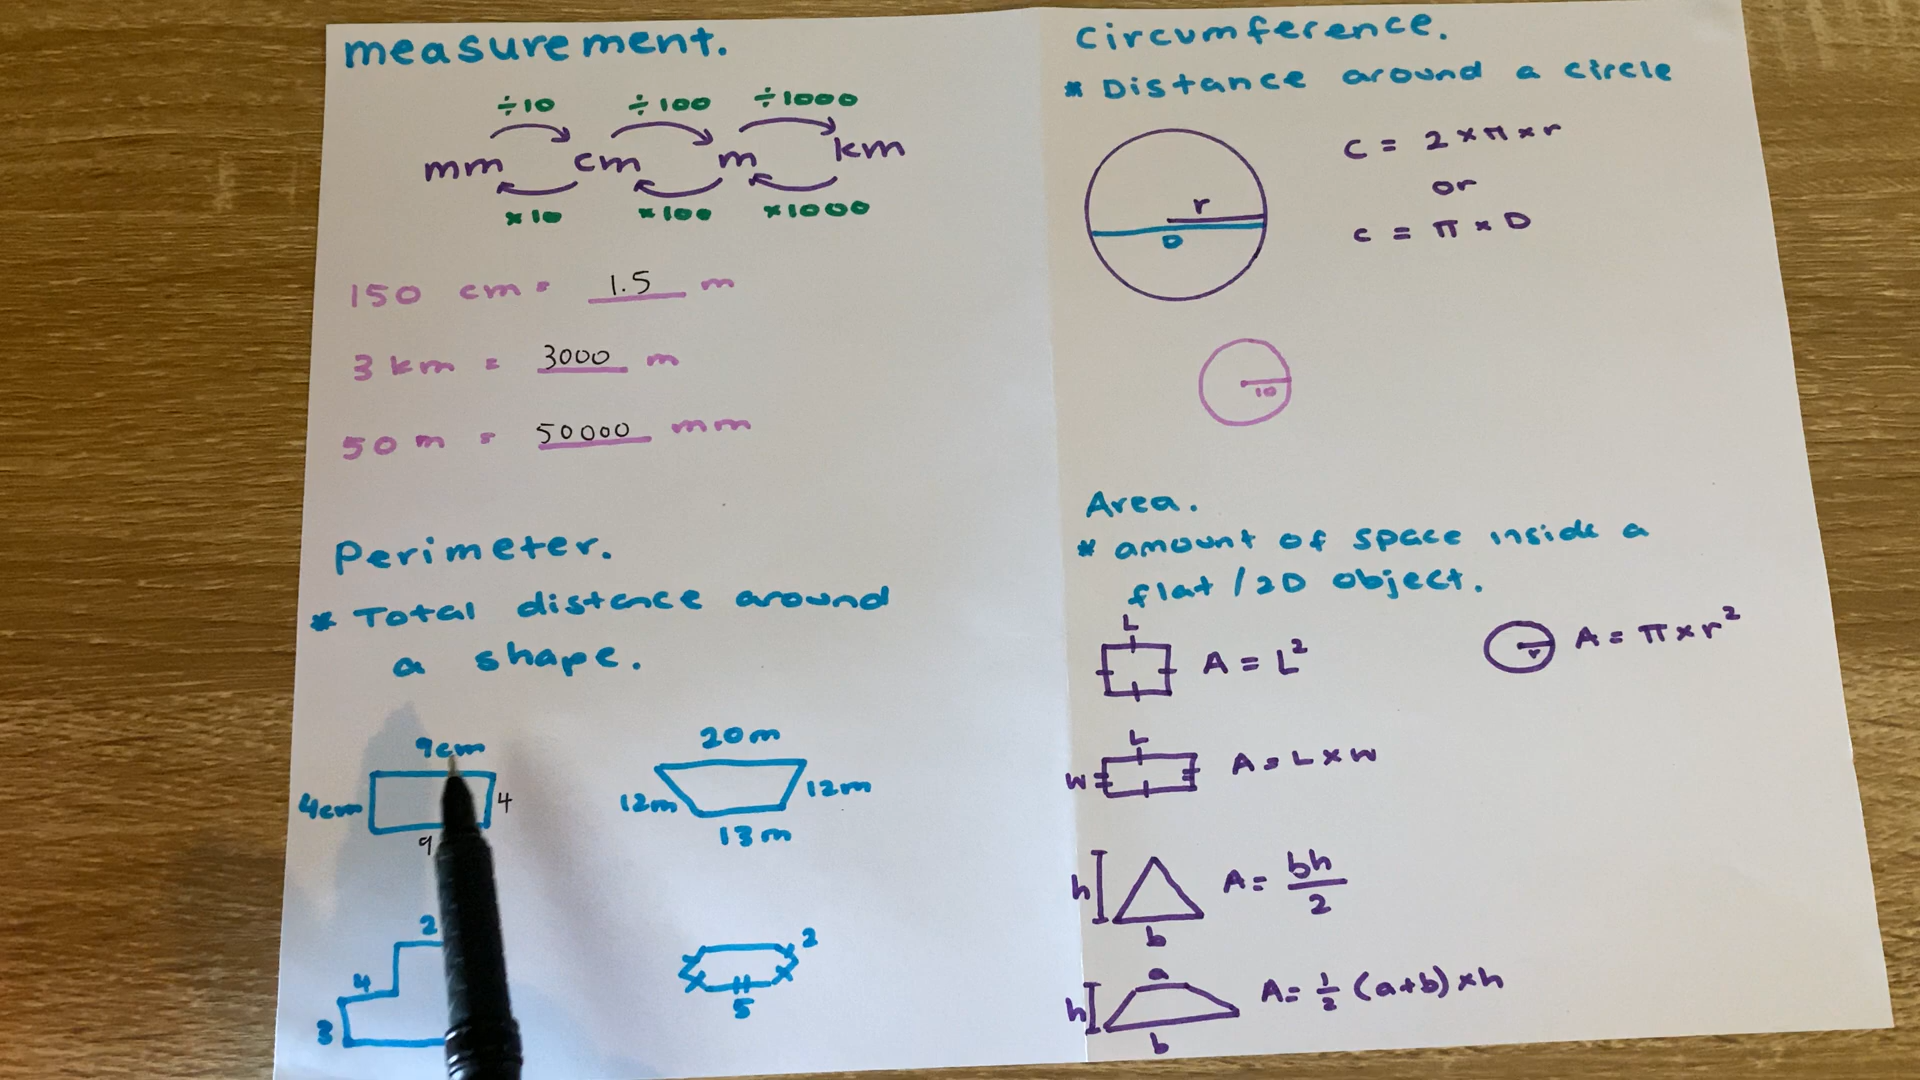 measurement.
÷10 ÷100 ÷1000
mm cm m km
×10 ×100 ×1000
150 cm = 1.5 m
3 km = 3000 m
50 m = 50000 mm
Perimeter.
* Total distance around
a shape.
9cm
4cm 4
9
20m
12m 12m
13m
2
4
3
2
5
Circumference.
* Distance around a circle
r
D
C = 2 × π × r
or
C = π × D
10
Area.
* amount of space inside a
flat / 2D object.
L
A = L²
r
A = π × r²
L
W
A = L × W
h
b
A = bh/2
a
h
b
A = ½ (a+b) × h